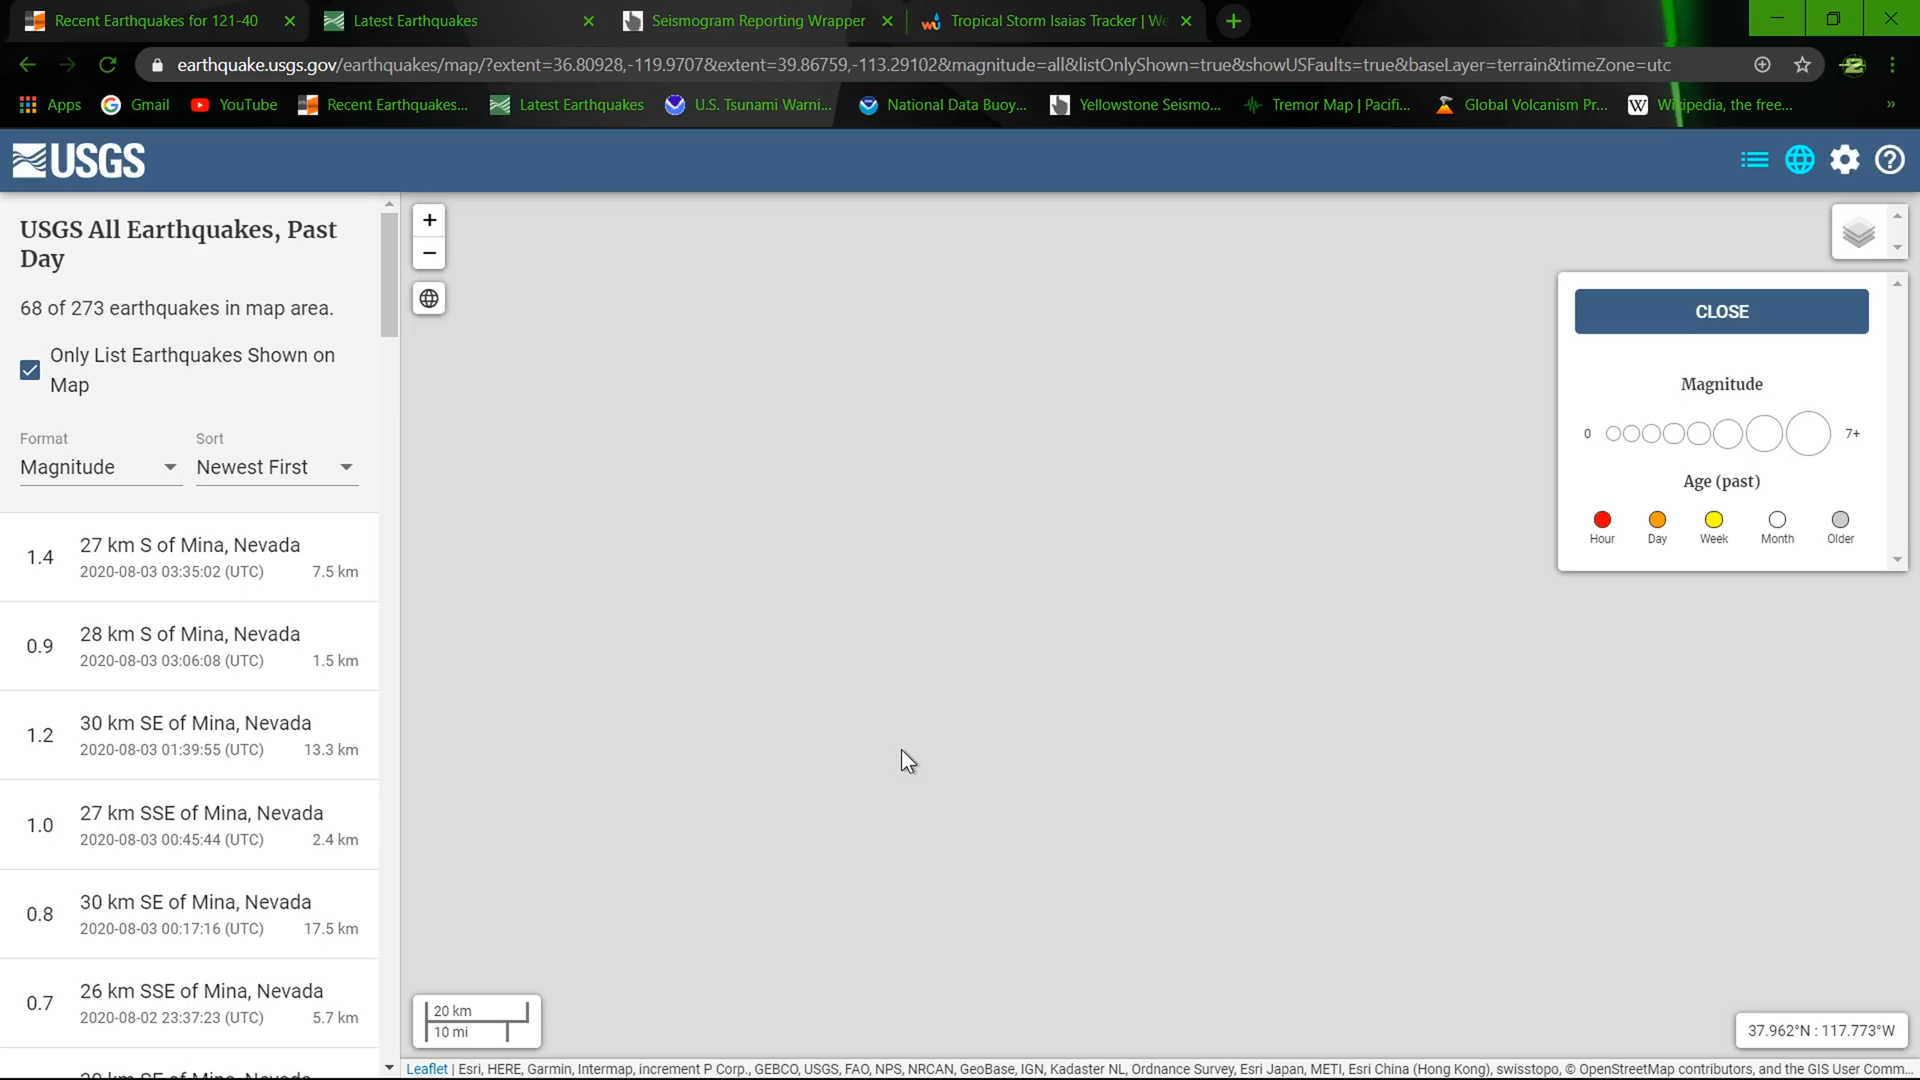 Recent Earthquakes for 121-40
Latest Earthquakes
Seismogram Reporting Wrapper
Tropical Storm Isaias Tracker | We
earthquake.usgs.gov/earthquakes/map/?extent=36.80928,-119.9707&extent=39.86759,-113.29102&magnitude=all&listOnlyShown=true&showUSFaults=true&baseLayer=terrain&timeZone=utc
Apps
Gmail
YouTube
Recent Earthquakes...
Latest Earthquakes
U.S. Tsunami Warni...
National Data Buoy...
Yellowstone Seismo...
Tremor Map | Pacifi...
Global Volcanism Pr...
Wikipedia, the free...
»
USGS
USGS All Earthquakes, Past
Day
68 of 273 earthquakes in map area.
Only List Earthquakes Shown on
Map
Format
Sort
Magnitude
Newest First
1.4
27 km S of Mina, Nevada
2020-08-03 03:35:02 (UTC) 7.5 km
0.9
28 km S of Mina, Nevada
2020-08-03 03:06:08 (UTC) 1.5 km
1.2
30 km SE of Mina, Nevada
2020-08-03 01:39:55 (UTC) 13.3 km
1.0
27 km SSE of Mina, Nevada
2020-08-03 00:45:44 (UTC) 2.4 km
0.8
30 km SE of Mina, Nevada
2020-08-03 00:17:16 (UTC) 17.5 km
0.7
26 km SSE of Mina, Nevada
2020-08-02 23:37:23 (UTC) 5.7 km
+
−
CLOSE
Magnitude
0 7+
Age (past)
Hour Day Week Month Older
20 km
10 mi
37.962°N : 117.773°W
Leaflet | Esri, HERE, Garmin, Intermap, increment P Corp., GEBCO, USGS, FAO, NPS, NRCAN, GeoBase, IGN, Kadaster NL, Ordnance Survey, Esri Japan, METI, Esri China (Hong Kong), swisstopo, © OpenStreetMap contributors, and the GIS User Comm...